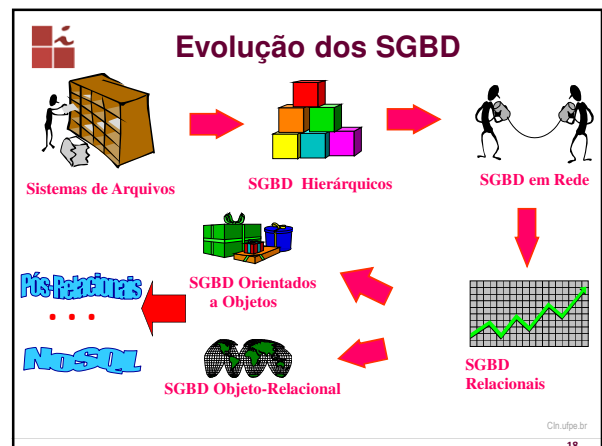 Evolução dos SGBD
Sistemas de Arquivos
SGBD Hierárquicos
SGBD em Rede
SGBD
Relacionais
SGBD Orientados
a Objetos
SGBD Objeto-Relacional
Pós-Relacionais
...
NoSQL
CIn.ufpe.br
18